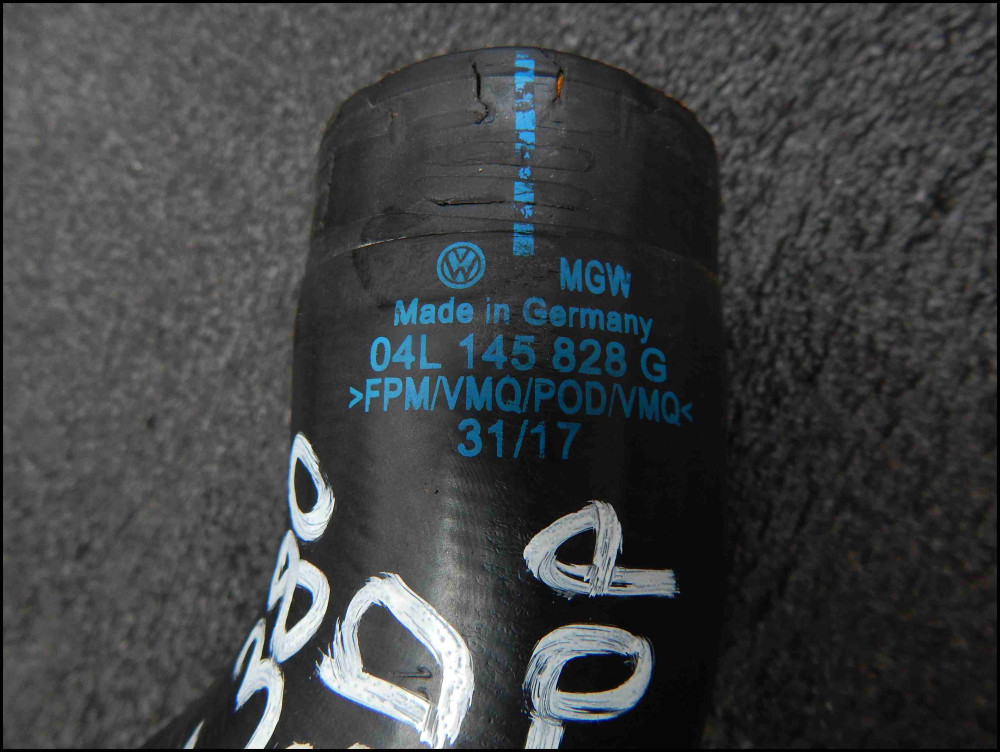 MGW
Made in Germany
04L 145 828 G
>FPM/VMQ/POD/VMQ<
31/17